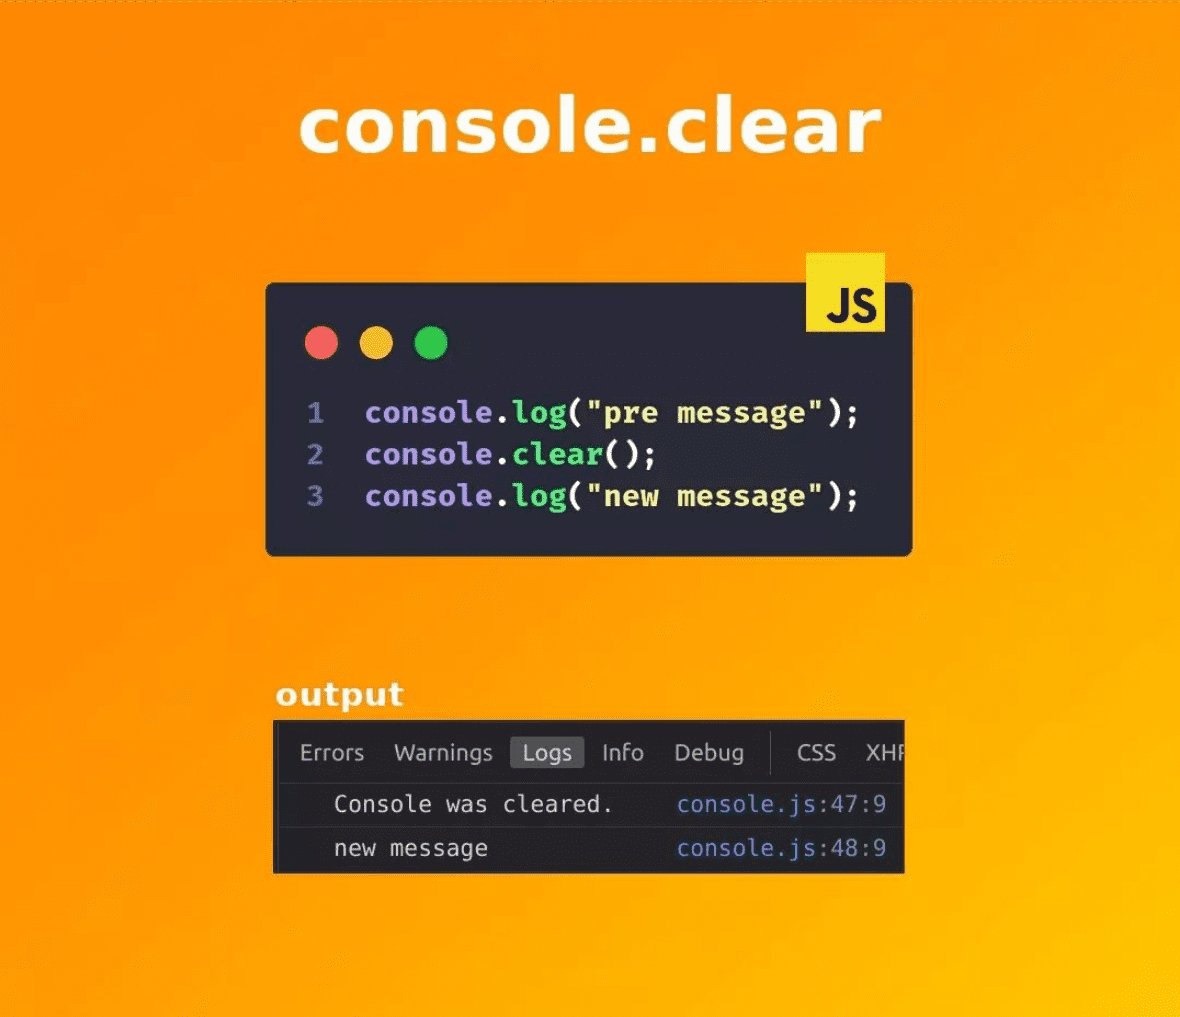 console.clear
JS
1 console.log("pre message");
2 console.clear();
3 console.log("new message");
output
Errors Warnings Logs Info Debug CSS XHR
Console was cleared. console.js:47:9
new message console.js:48:9